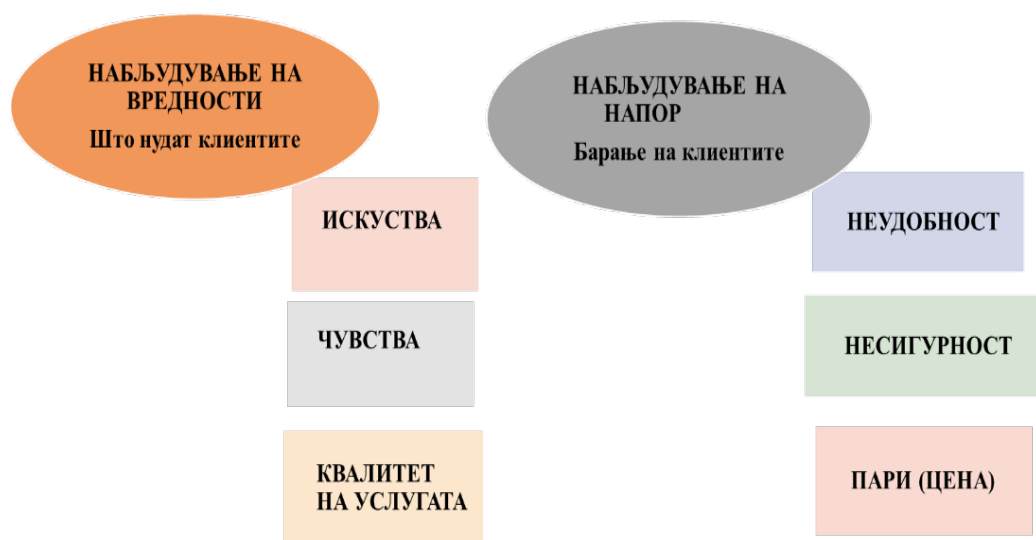 НАБЉУДУВАЊЕ НА
ВРЕДНОСТИ
Што нудат клиентите
ИСКУСТВА
ЧУВСТВА
КВАЛИТЕТ
НА УСЛУГАТА
НАБЉУДУВАЊЕ НА
НАПОР
Барање на клиентите
НЕУДОБНОСТ
НЕСИГУРНОСТ
ПАРИ (ЦЕНА)